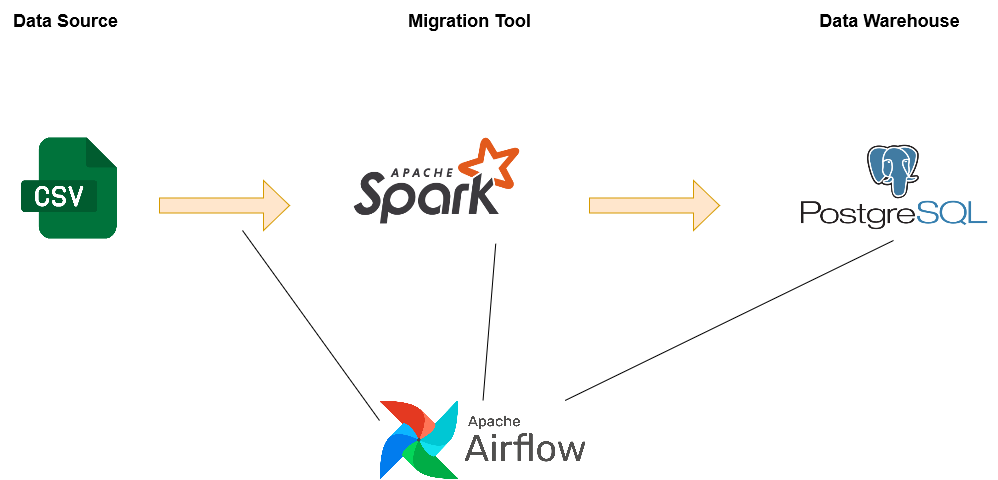 Data Source
Migration Tool
Data Warehouse
CSV
APACHE
Spark
PostgreSQL
Apache
Airflow